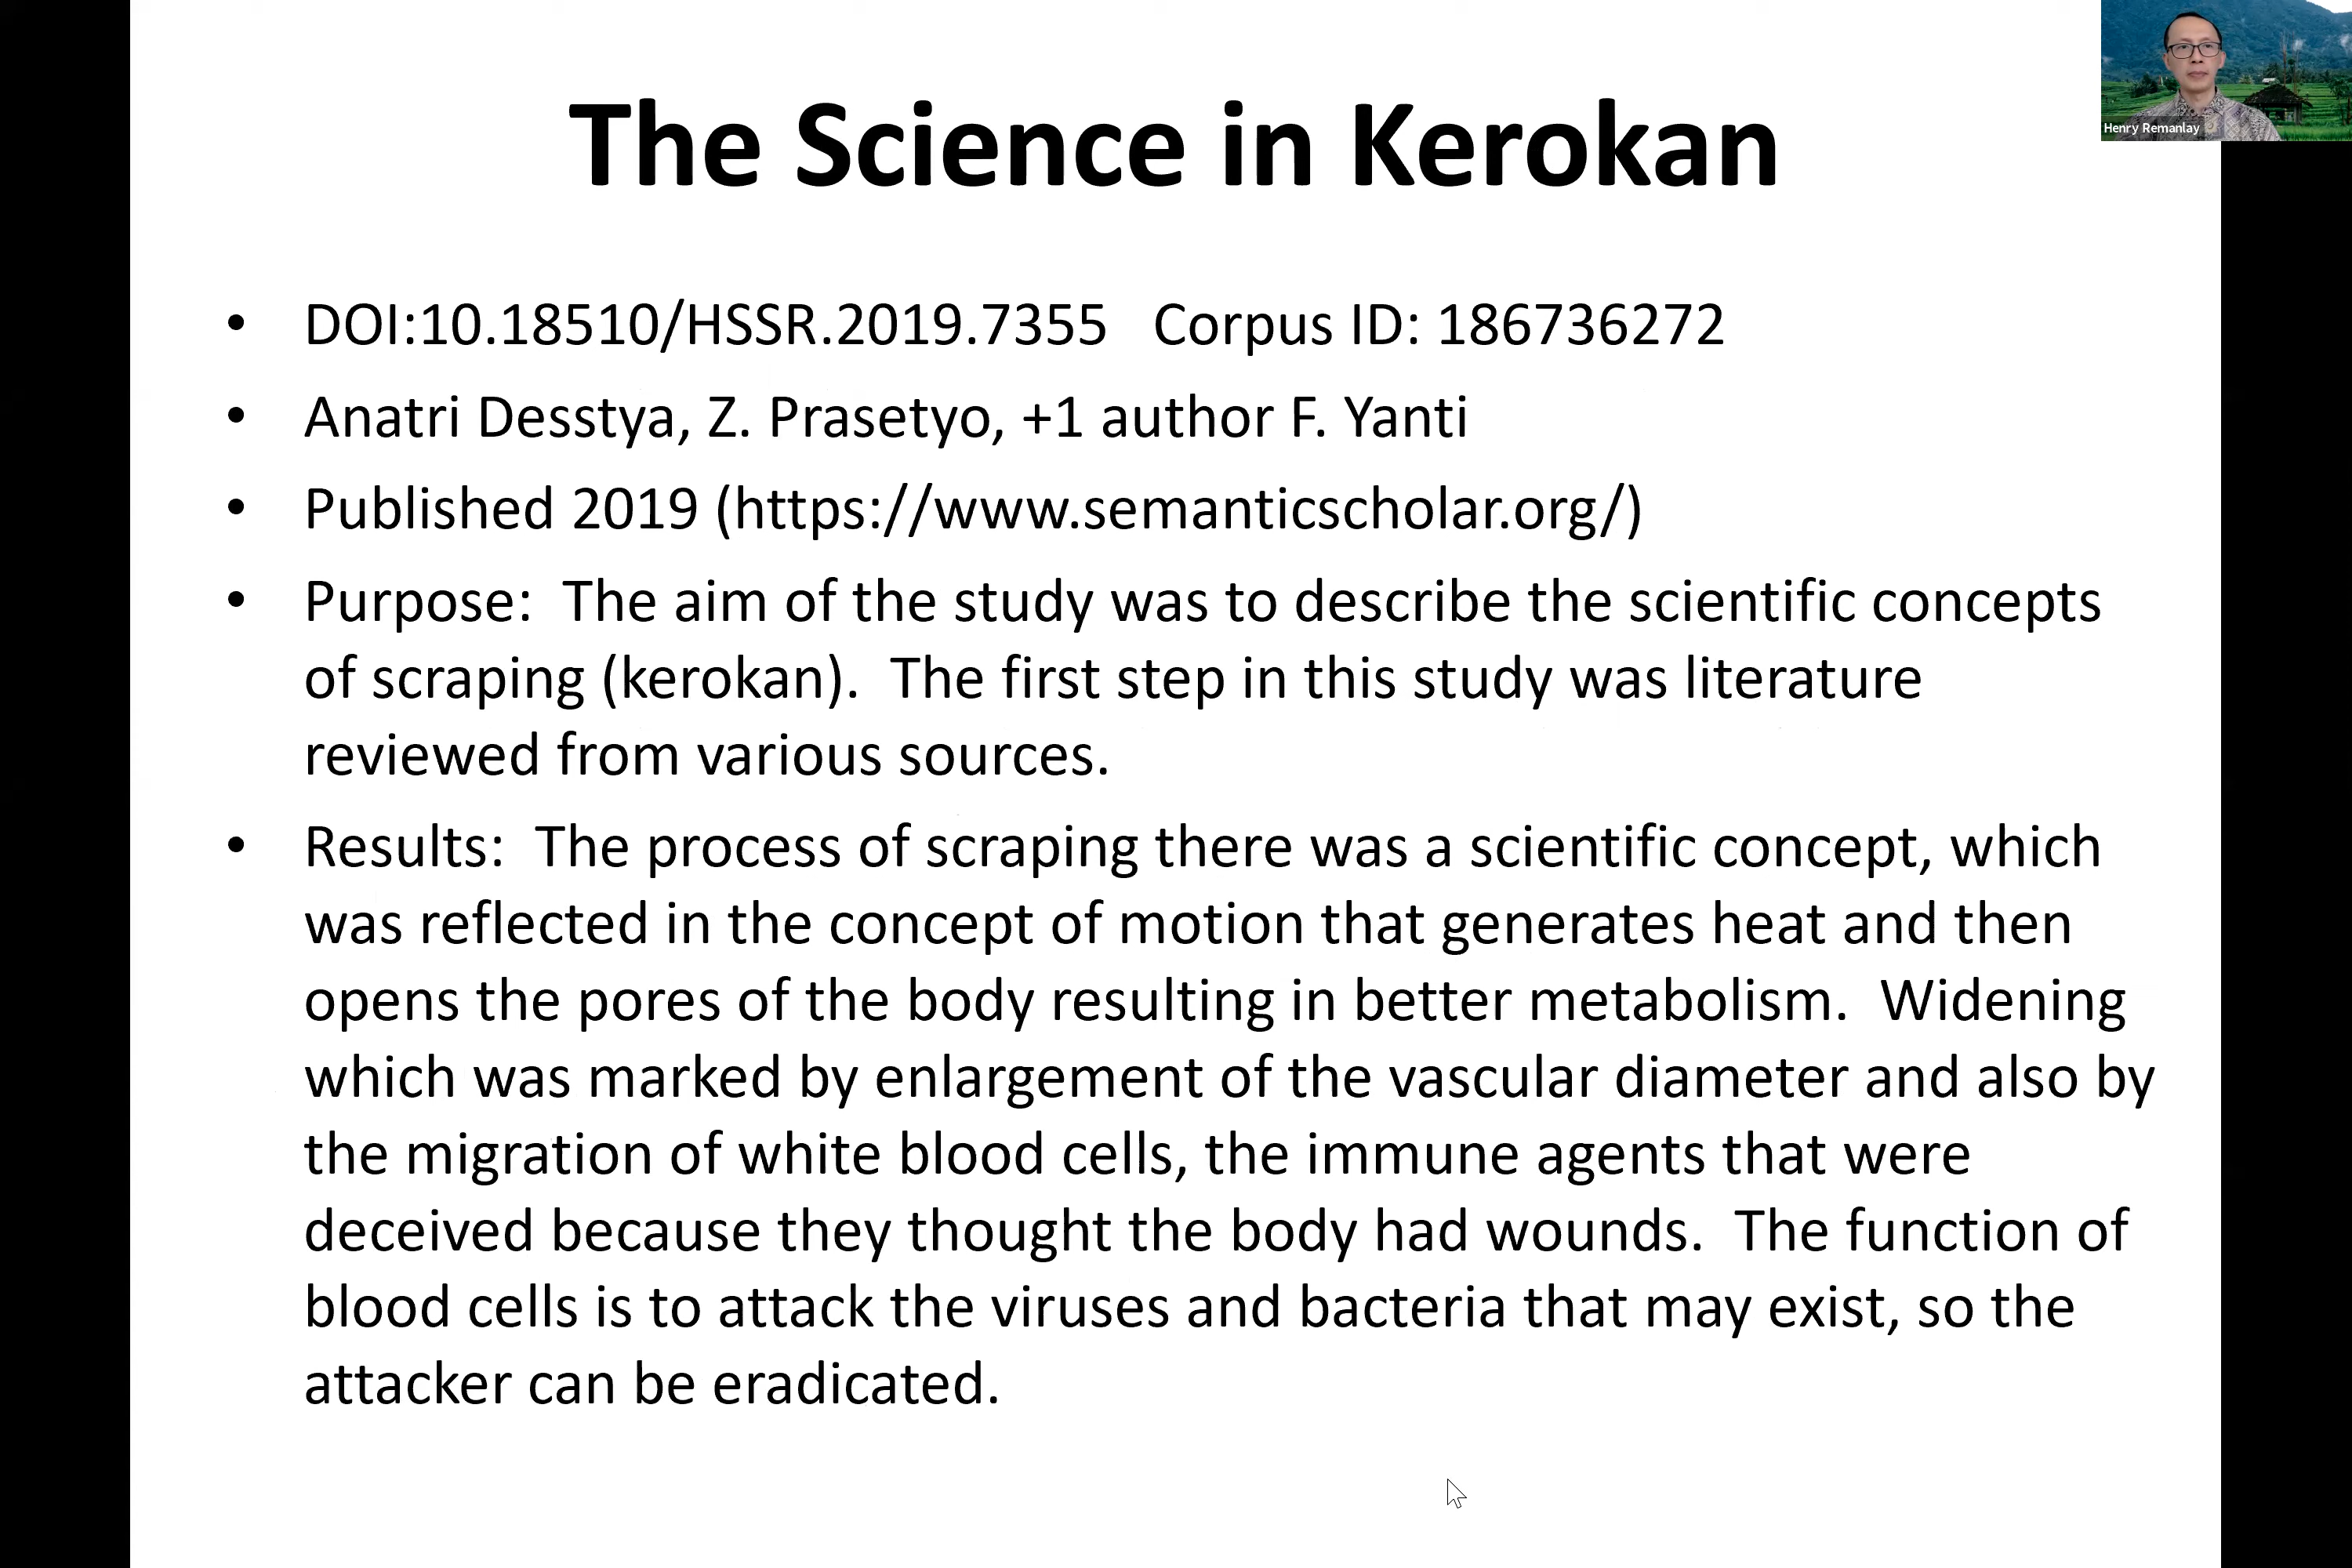 The Science in Kerokan
Henry Remanlay
• DOI:10.18510/HSSR.2019.7355   Corpus ID: 186736272
• Anatri Desstya, Z. Prasetyo, +1 author F. Yanti
• Published 2019 (https://www.semanticscholar.org/)
• Purpose:  The aim of the study was to describe the scientific concepts
of scraping (kerokan).  The first step in this study was literature
reviewed from various sources.
• Results:  The process of scraping there was a scientific concept, which
was reflected in the concept of motion that generates heat and then
opens the pores of the body resulting in better metabolism.  Widening
which was marked by enlargement of the vascular diameter and also by
the migration of white blood cells, the immune agents that were
deceived because they thought the body had wounds.  The function of
blood cells is to attack the viruses and bacteria that may exist, so the
attacker can be eradicated.